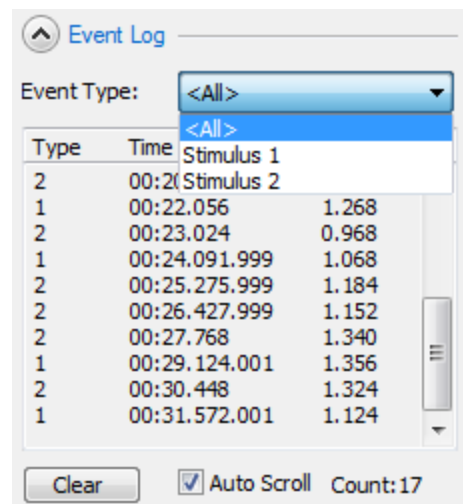 Event Log
Event Type: <All>
<All>
Type Time Stimulus 1
2 00:20 Stimulus 2
1 00:22.056 1.268
2 00:23.024 0.968
1 00:24.091.999 1.068
2 00:25.275.999 1.184
2 00:26.427.999 1.152
2 00:27.768 1.340
1 00:29.124.001 1.356
2 00:30.448 1.324
1 00:31.572.001 1.124
Clear Auto Scroll Count:17